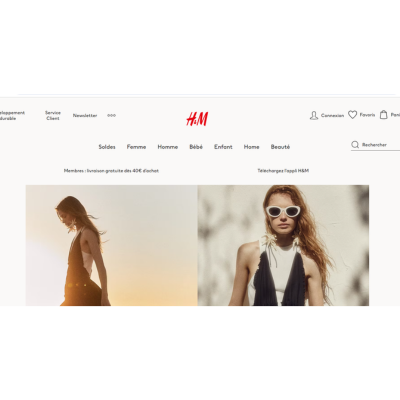 eloppement
durable
Service
Client
Newsletter
H&M
Connexion
Favoris
Pani
Soldes Femme Homme Bébé Enfant Home Beauté
Rechercher
Membres : livraison gratuite dès 40€ d'achat
Téléchargez l'appli H&M